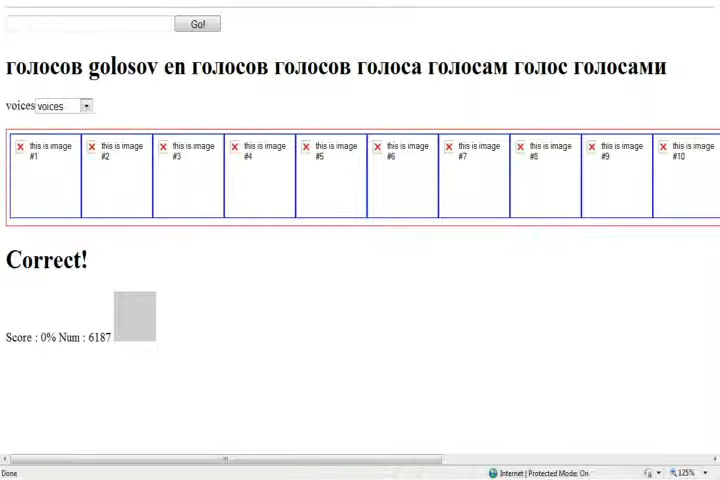 Go!
голосов golosov en голосов голосов голоса голосам голос голосами
voices voices
this is image #1 this is image #2 this is image #3 this is image #4 this is image #5 this is image #6 this is image #7 this is image #8 this is image #9 this is image #10
Correct!
Score : 0% Num : 6187
Done Internet | Protected Mode: On 125%